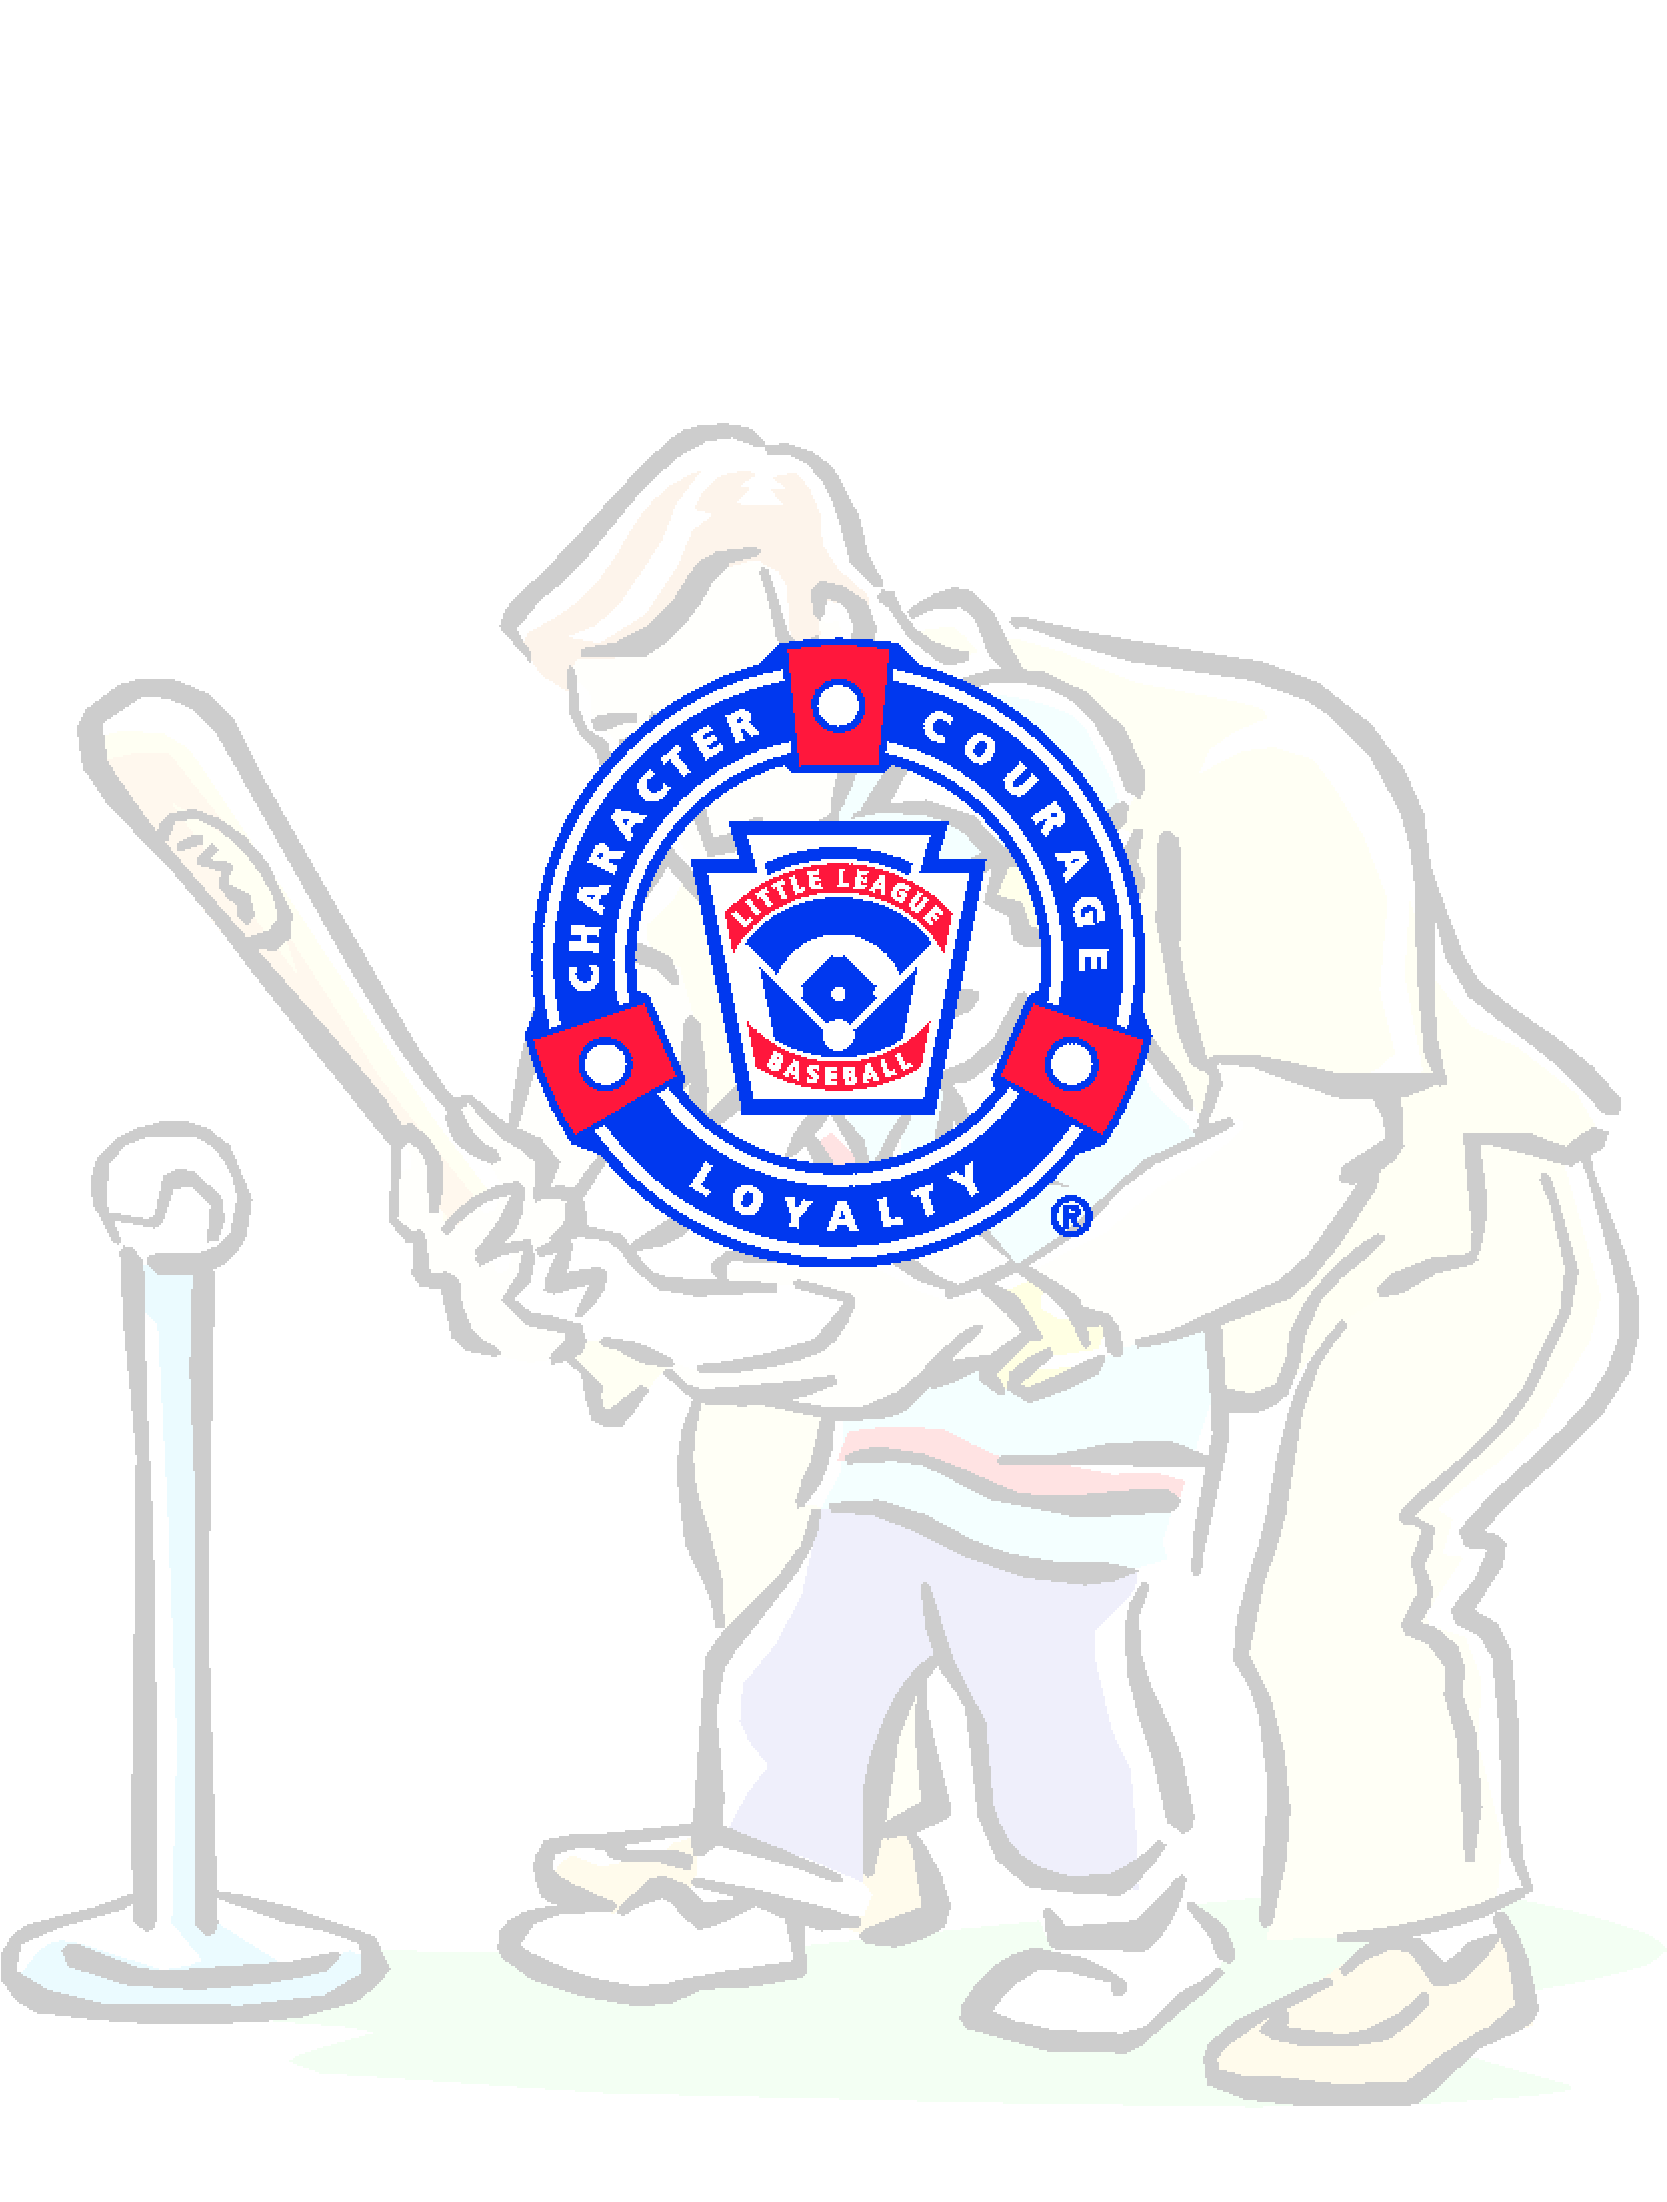 CHARACTER
COURAGE
LITTLE LEAGUE
BASEBALL
LOYALTY
®